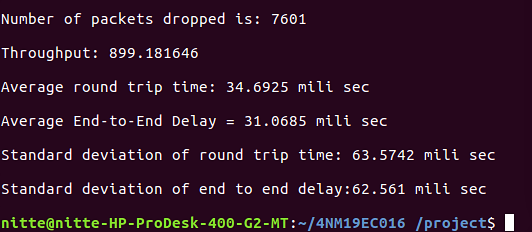 Number of packets dropped is: 7601
Throughput: 899.181646
Average round trip time: 34.6925 mili sec
Average End-to-End Delay = 31.0685 mili sec
Standard deviation of round trip time: 63.5742 mili sec
Standard deviation of end to end delay:62.561 mili sec
nitte@nitte-HP-ProDesk-400-G2-MT:~/4NM19EC016 /project$